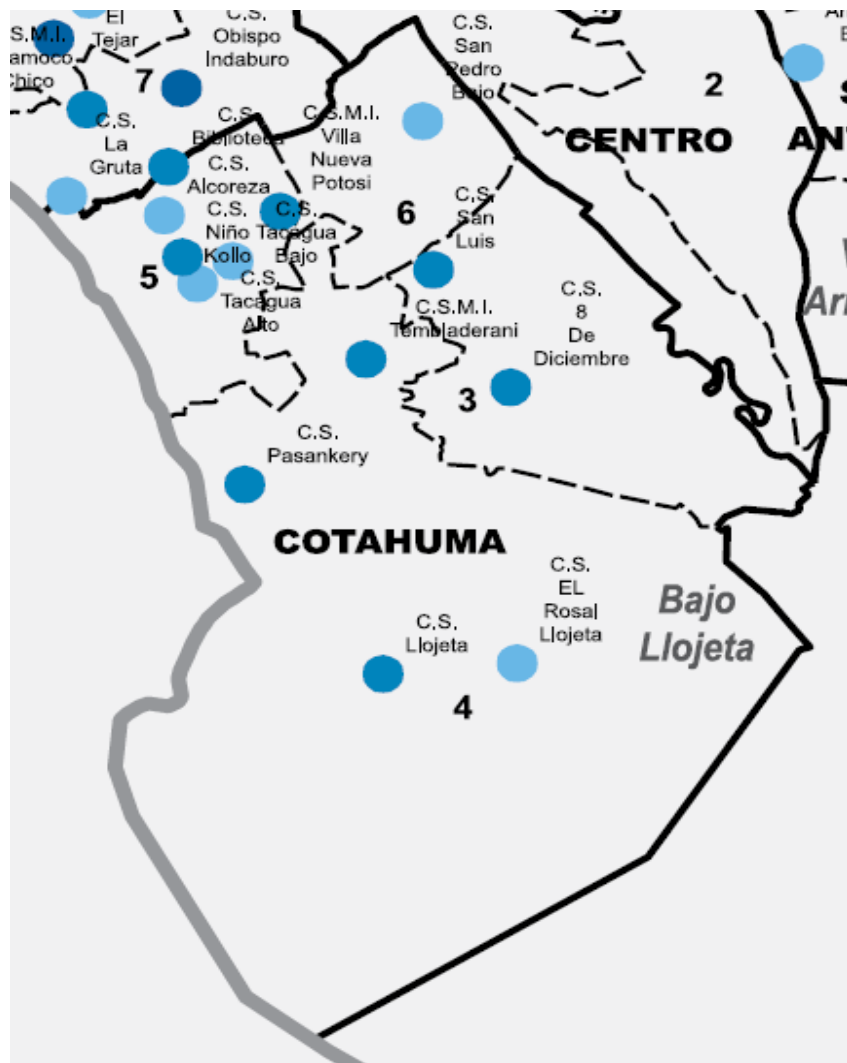 El
Tejar
C.S.
Obispo
Indaburo
C.S.
San
Pedro
Bajo
S.M.I.
Chico
7
2
C.S.
La
Gruta
C.S.
Biblioteca
C.S.M.I.
Villa
Nueva
Potosi
CENTRO
C.S.
Alcoreza
C.S.
Niño
Kollo
C.S.
Tacagua
Bajo
6
C.S.
San
Luis
5
C.S.
Tacagua
Alto
C.S.M.I.
Tembladerani
C.S.
8
De
Diciembre
3
C.S.
Pasankery
COTAHUMA
C.S.
EL
Rosal
Llojeta
Bajo
Llojeta
C.S.
Llojeta
4